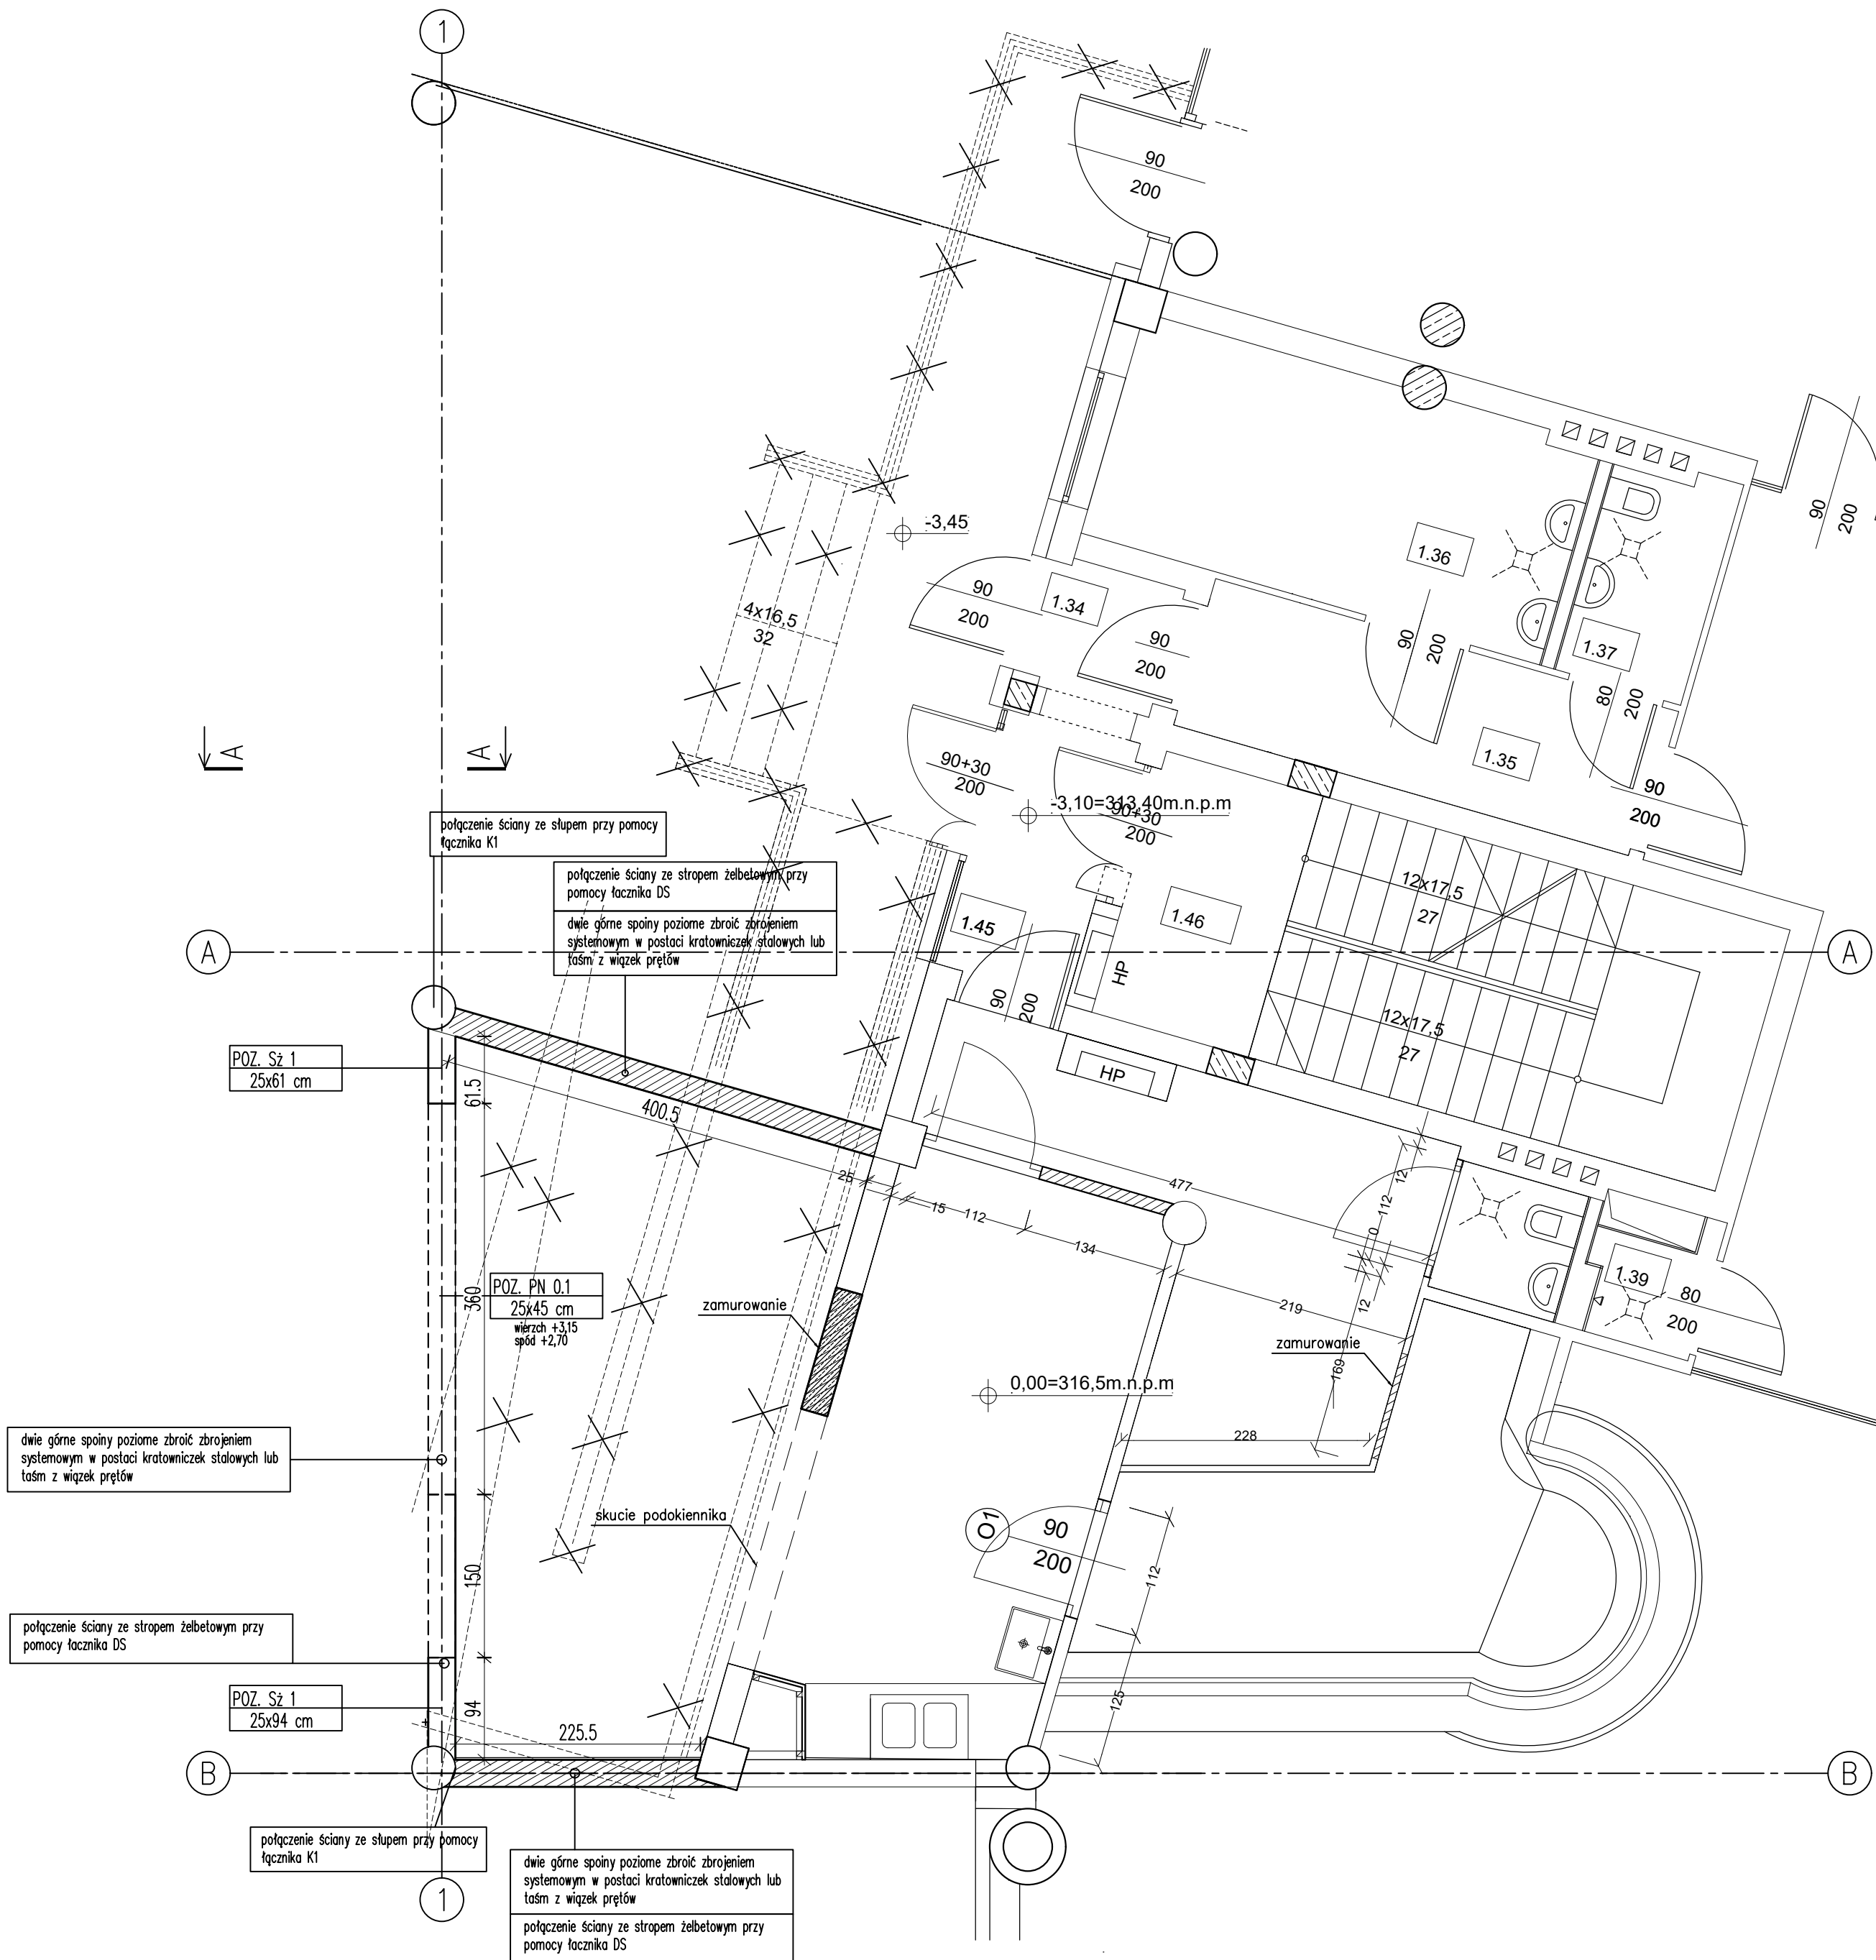 1
90
200
90
200
-3,45
1.36
90
200
1.34
4x16,5
32
90
200
90
200
1.37
80
200
1.35
90
200
A
A
90+30
200
-3,10=313,40m.n.p.m
90+30
200
połączenie ściany ze słupem przy pomocy
łącznika K1
połączenie ściany ze stropem żelbetowym przy
pomocy łacznika DS
dwie górne spoiny poziome zbroić zbrojeniem
systemowym w postaci kratowniczek stalowych lub
taśm z wiązek prętów
12x17,5
27
1.45
1.46
A
A
HP
90
200
12x17,5
27
POZ. Sż 1
25x61 cm
61.5
400.5
HP
25
15
112
134
477
12
112
0
12
219
169
1.39
80
200
360
POZ. PN 0.1
25x45 cm
wierzch +3,15
spód +2,70
zamurowanie
zamurowanie
0,00=316,5m.n.p.m
228
dwie górne spoiny poziome zbroić zbrojeniem
systemowym w postaci kratowniczek stalowych lub
taśm z wiązek prętów
skucie podokiennika
O1
90
200
112
150
połączenie ściany ze stropem żelbetowym przy
pomocy łacznika DS
POZ. Sż 1
25x94 cm
94
225.5
125
B
B
połączenie ściany ze słupem przy pomocy
łącznika K1
dwie górne spoiny poziome zbroić zbrojeniem
systemowym w postaci kratowniczek stalowych lub
taśm z wiązek prętów
połączenie ściany ze stropem żelbetowym przy
pomocy łacznika DS
1